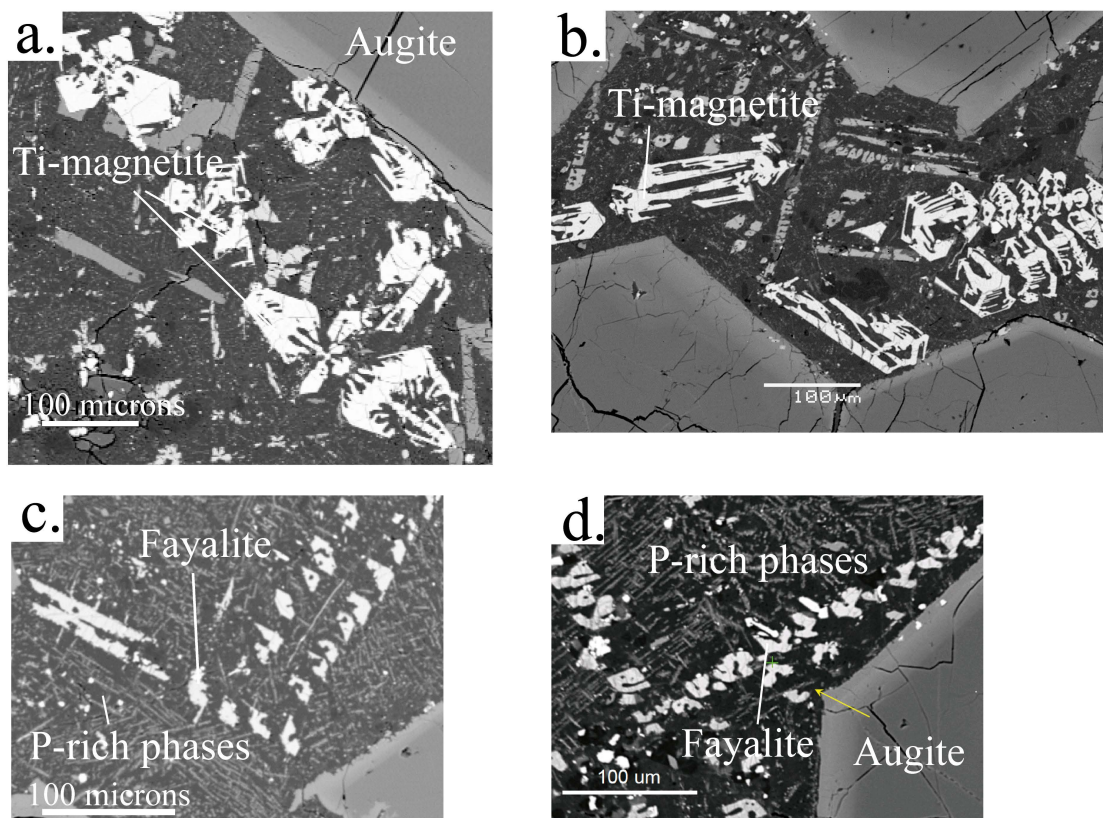 a.
Augite
Ti-magnetite
100 microns
b.
Ti-magnetite
100μm
c.
Fayalite
P-rich phases
100 microns
d.
P-rich phases
Fayalite
Augite
100 um